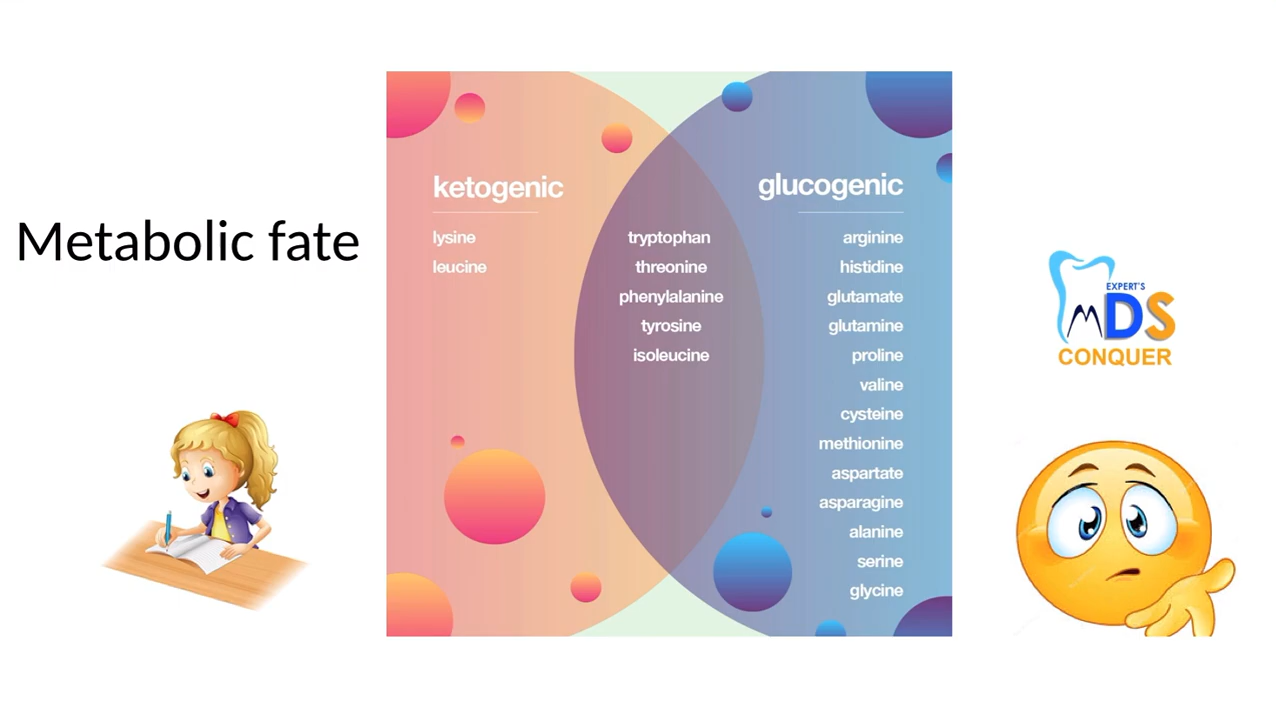 Metabolic fate
ketogenic
lysine
leucine
tryptophan
threonine
phenylalanine
tyrosine
isoleucine
glucogenic
arginine
histidine
glutamate
glutamine
proline
valine
cysteine
methionine
aspartate
asparagine
alanine
serine
glycine
EXPERT'S
MDS
CONQUER